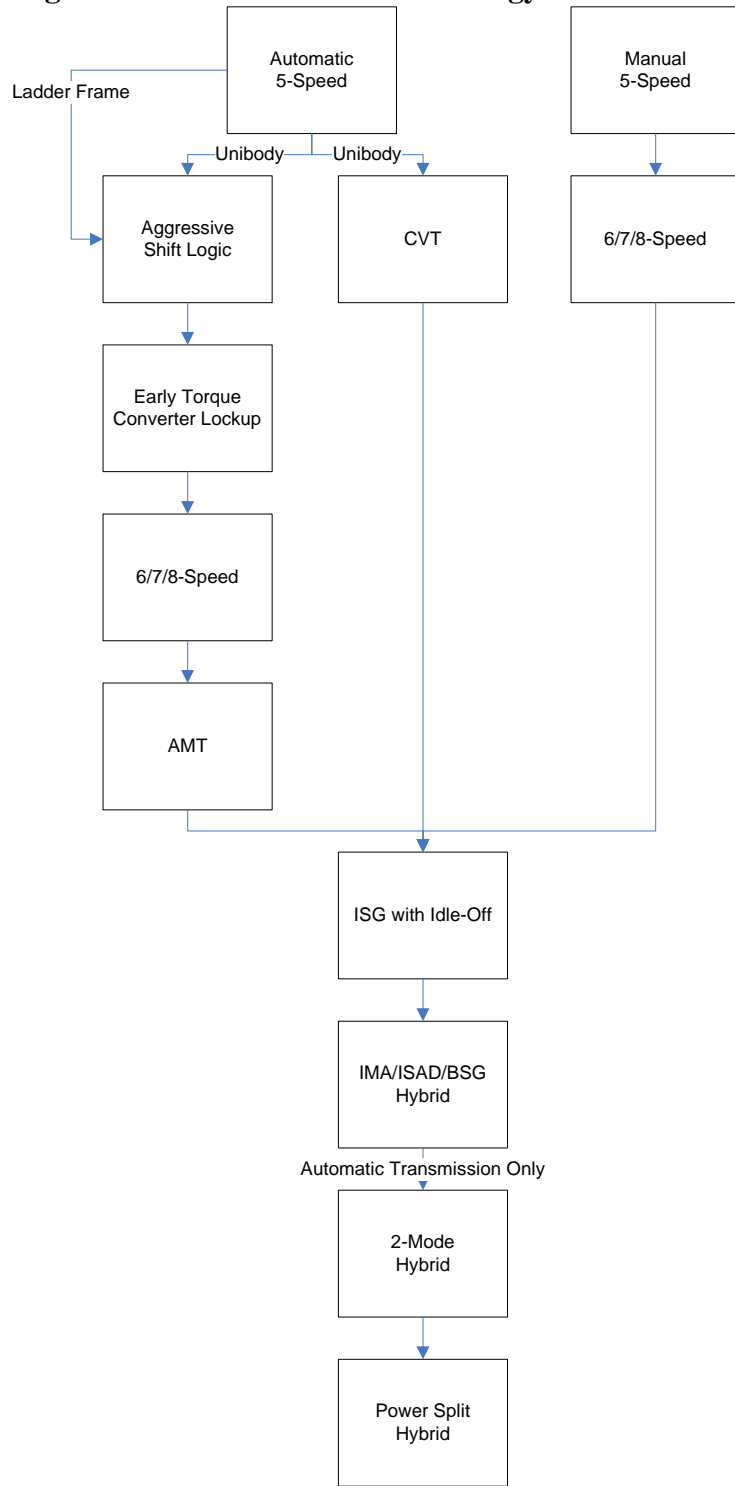 Automatic
5-Speed
Manual
5-Speed
Ladder Frame
Unibody
Unibody
Aggressive
Shift Logic
CVT
6/7/8-Speed
Early Torque
Converter Lockup
6/7/8-Speed
AMT
ISG with Idle-Off
IMA/ISAD/BSG
Hybrid
Automatic Transmission Only
2-Mode
Hybrid
Power Split
Hybrid